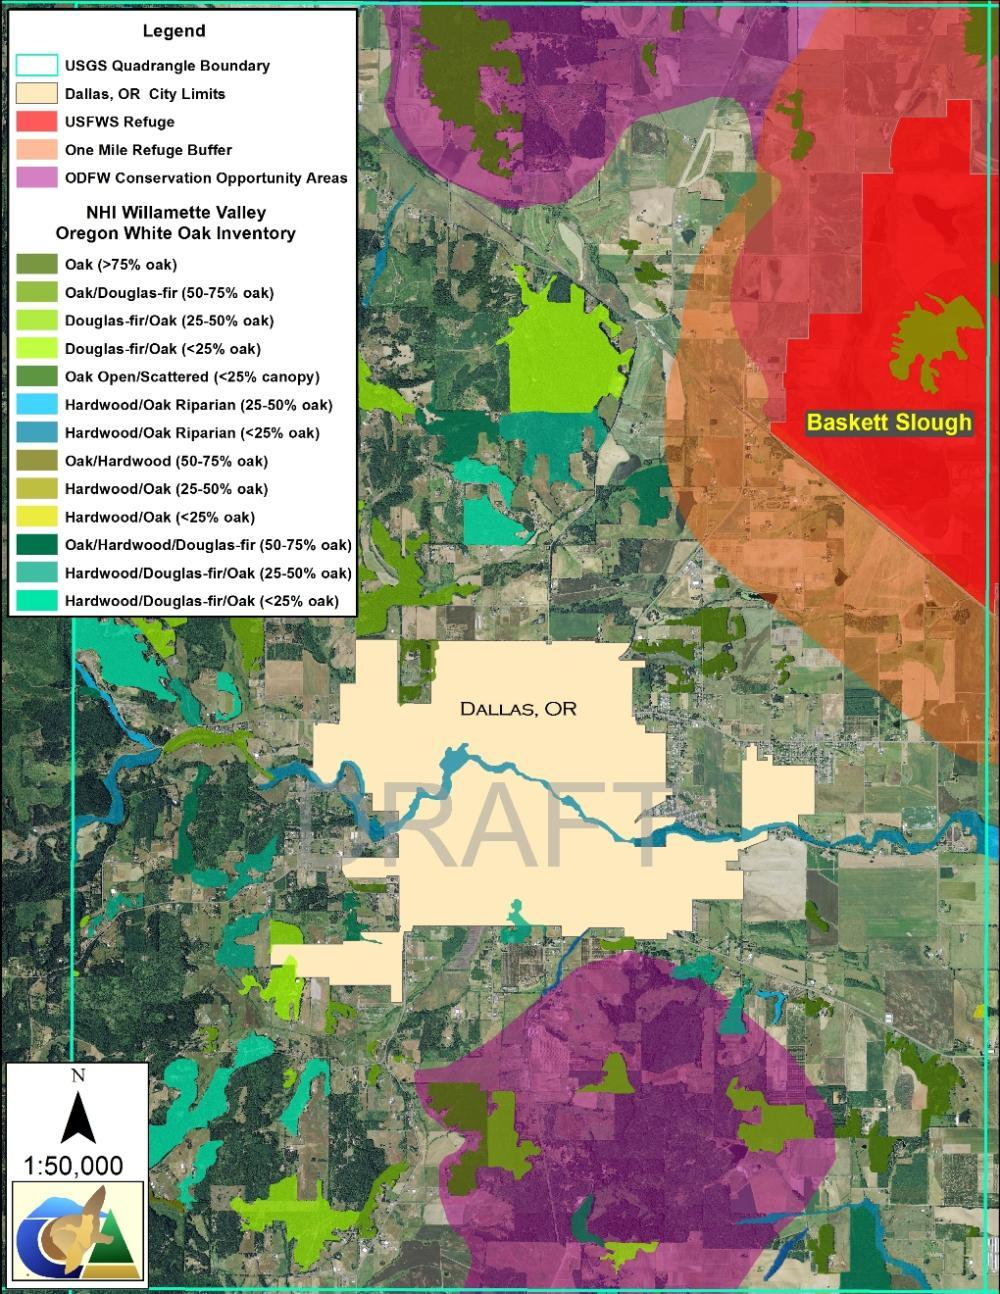 Legend
USGS Quadrangle Boundary
Dallas, OR City Limits
USFWS Refuge
One Mile Refuge Buffer
ODFW Conservation Opportunity Areas
NHI Willamette Valley
Oregon White Oak Inventory
Oak (>75% oak)
Oak/Douglas-fir (50-75% oak)
Douglas-fir/Oak (25-50% oak)
Douglas-fir/Oak (<25% oak)
Oak Open/Scattered (<25% canopy)
Hardwood/Oak Riparian (25-50% oak)
Hardwood/Oak Riparian (<25% oak)
Oak/Hardwood (50-75% oak)
Hardwood/Oak (25-50% oak)
Hardwood/Oak (<25% oak)
Oak/Hardwood/Douglas-fir (50-75% oak)
Hardwood/Douglas-fir/Oak (25-50% oak)
Hardwood/Douglas-fir/Oak (<25% oak)
Baskett Slough
DALLAS, OR
DRAFT
N
1:50,000